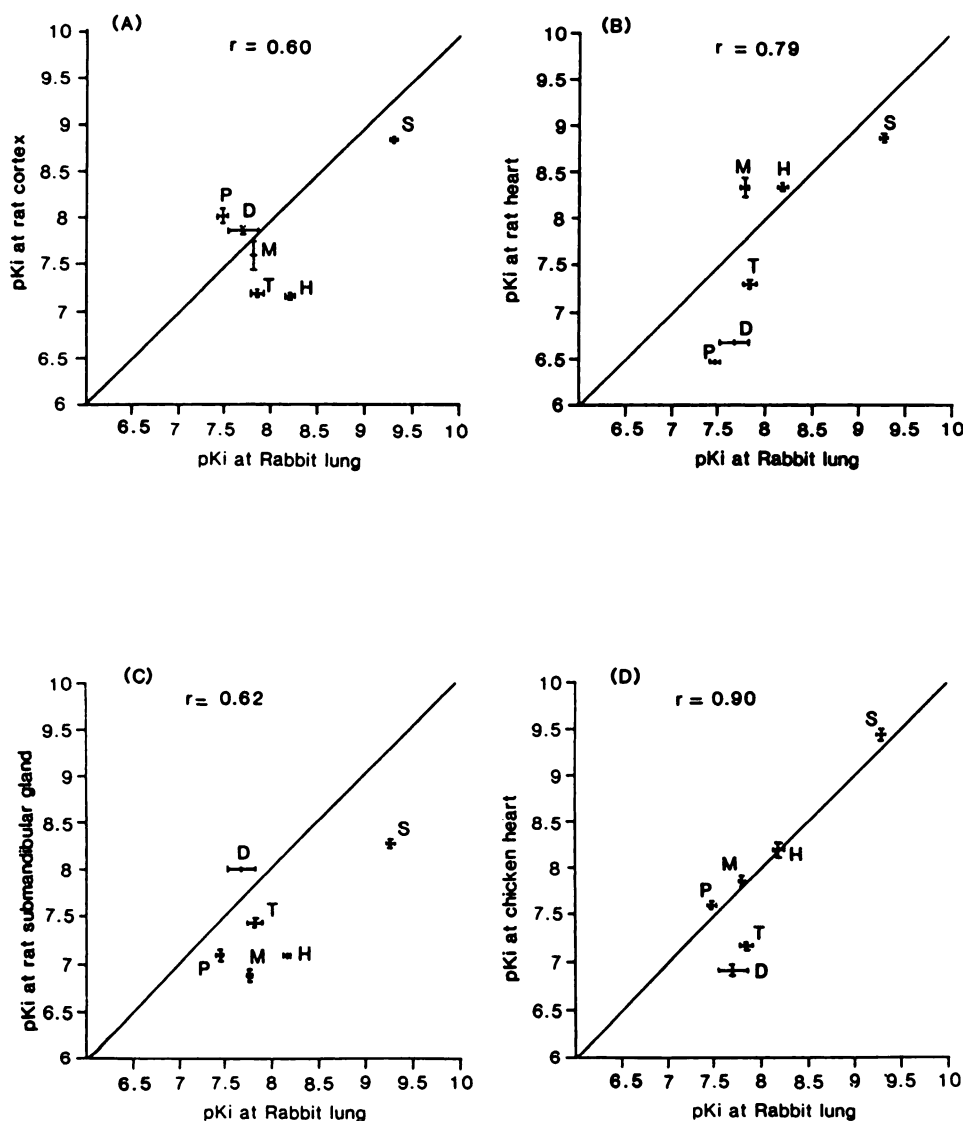 (A)
r = 0.60
pKi at rat cortex
10
9.5
9
8.5
8
7.5
7
6.5
6
S
P
D
M
T
H
6.5 7 7.5 8 8.5 9 9.5 10
pKi at Rabbit lung
(B)
r = 0.79
pKi at rat heart
10
9.5
9
8.5
8
7.5
7
6.5
6
S
M
H
T
D
P
6.5 7 7.5 8 8.5 9 9.5 10
pKi at Rabbit lung
(C)
r= 0.62
pKi at rat submandibular gland
10
9.5
9
8.5
8
7.5
7
6.5
6
S
D
T
P
M
H
6.5 7 7.5 8 8.5 9 9.5 10
pKi at Rabbit lung
(D)
r = 0.90
pKi at chicken heart
10
9.5
9
8.5
8
7.5
7
6.5
6
S
H
M
P
T
D
6.5 7 7.5 8 8.5 9 9.5 10
pKi at Rabbit lung